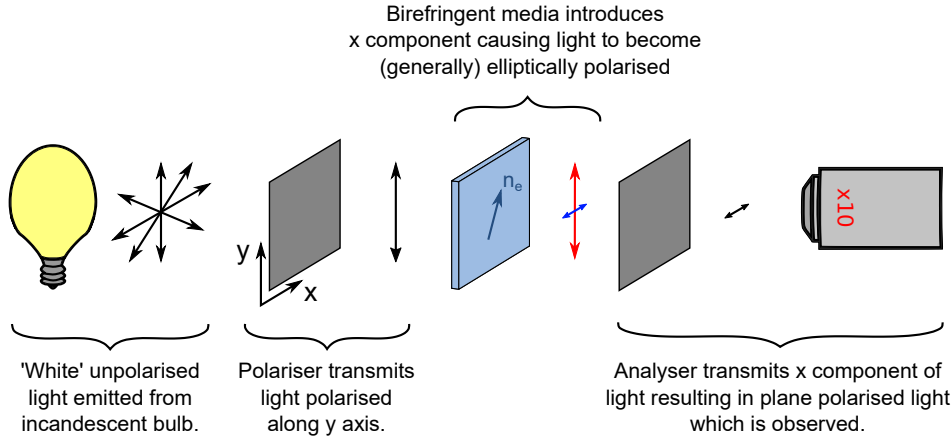 Birefringent media introduces
x component causing light to become
(generally) elliptically polarised
n_e
x10
y
x
'White' unpolarised
light emitted from
incandescent bulb.
Polariser transmits
light polarised
along y axis.
Analyser transmits x component of
light resulting in plane polarised light
which is observed.